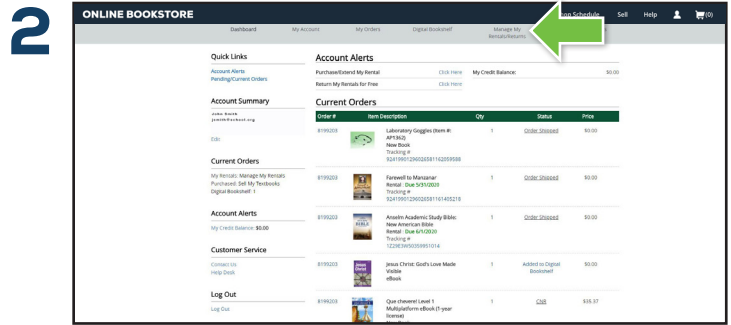 2
ONLINE BOOKSTORE
Schedule Sell Help (0)
Dashboard My Account My Orders Digital Bookshelf Manage My
Rentals/Returns
Quick Links
Account Alerts
Pending/Current Orders
Account Summary
John Smith
jsmith@school.org
Edit
Current Orders
My Rentals: Manage My Rentals
Purchased: Sell My Textbooks
Digital Bookshelf: 1
Account Alerts
My Credit Balance: $0.00
Customer Service
Contact Us
Help Desk
Log Out
Log Out
Account Alerts
Purchase/Extend My Rental Click Here My Credit Balance: $0.00
Return My Rentals for Free Click Here
Current Orders
Order # Item Description Qty Status Price
8199203 Laboratory Goggles (Item #: 1 Order Shipped $0.00
AP1362)
New Book
Tracking #
8199203 Farewell to Manzanar 1 Order Shipped $0.00
Rental : Due 5/31/2020
Tracking #
8199203 Anselm Academic Study Bible: 1 Order Shipped $0.00
New American Bible
Rental : Due 6/1/2020
Tracking #
8199203 Jesus Christ: God's Love Made 1 Added to Digital $0.00
Visible Bookshelf
eBook
8199203 Que chevere! Level 1 1 CNR $35.37
Multiplatform eBook (1-year
license)